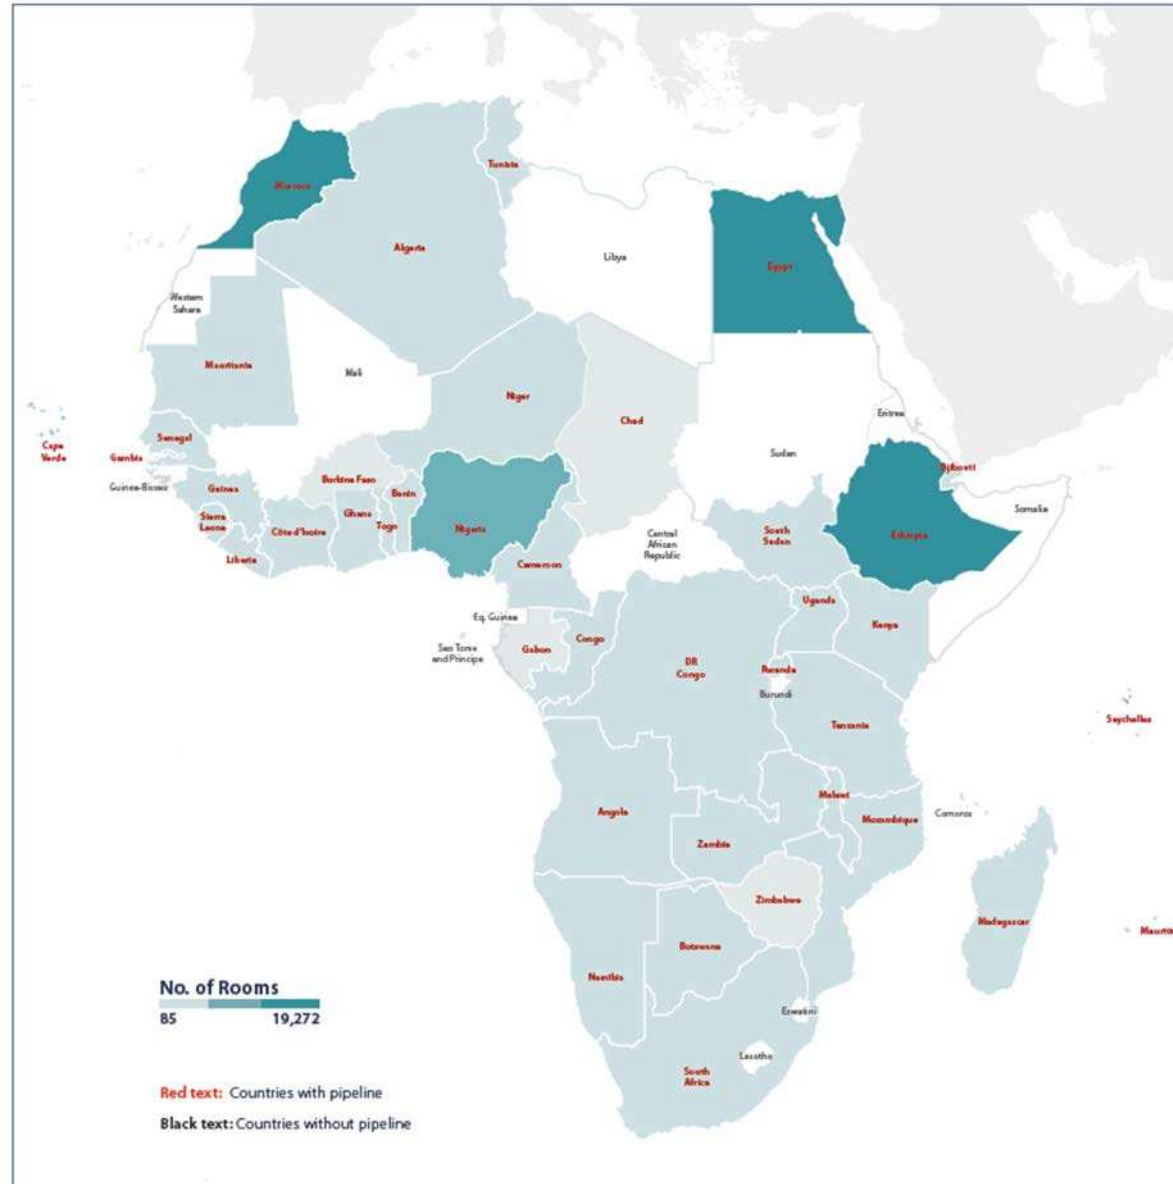 Morocco
Tunisia
Algeria
Libya
Egypt
Western
Sahara
Mauritania
Mali
Niger
Chad
Sudan
Eritrea
Cape
Verde
Senegal
Gambia
Guinea-Bissau
Guinea
Sierra
Leone
Liberia
Côte d'Ivoire
Burkina Faso
Ghana
Togo
Benin
Nigeria
Cameroon
Central
African
Republic
South
Sudan
Ethiopia
Djibouti
Somalia
Eq. Guinea
Sao Tome
and Principe
Gabon
Congo
DR
Congo
Uganda
Kenya
Rwanda
Burundi
Tanzania
Seychelles
Comoros
Angola
Zambia
Malawi
Mozambique
Zimbabwe
Madagascar
Namibia
Botswana
Eswatini
Lesotho
South
Africa
No. of Rooms
85 19,272
Red text: Countries with pipeline
Black text: Countries without pipeline